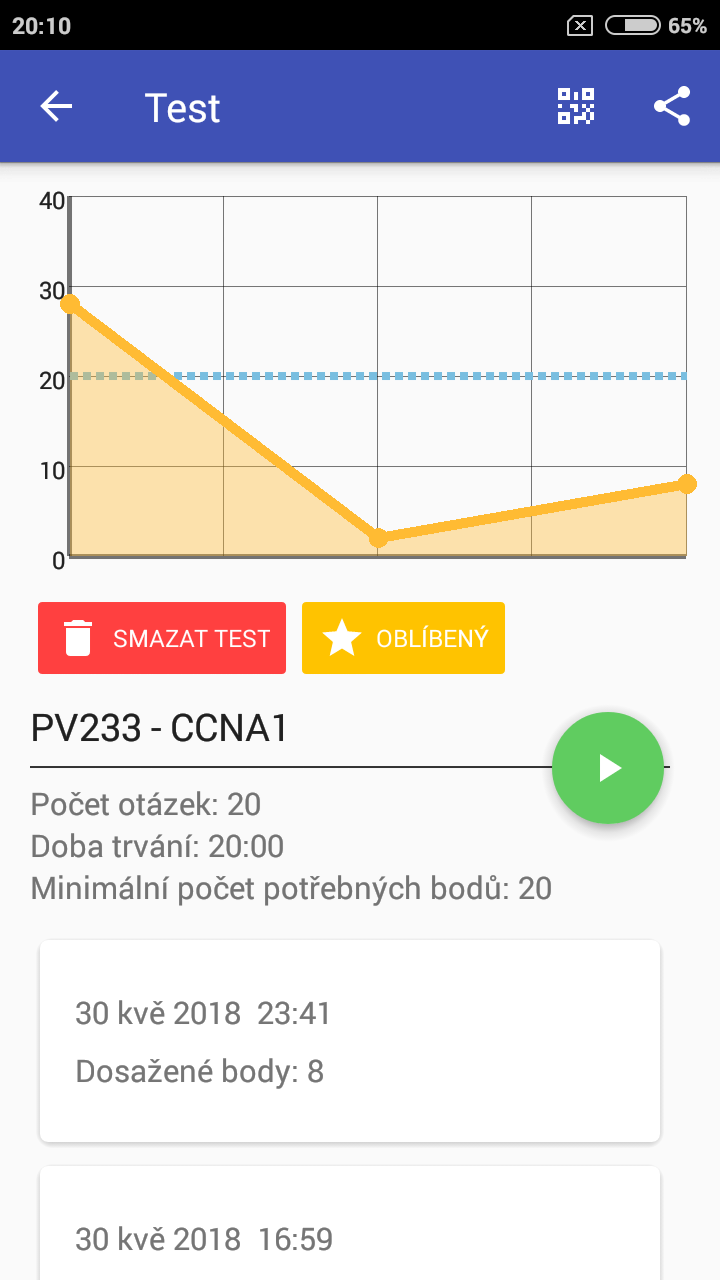 20:10 65%
Test
40
30
20
10
0
SMAZAT TEST OBLÍBENÝ
PV233 - CCNA1
Počet otázek: 20
Doba trvání: 20:00
Minimální počet potřebných bodů: 20
30 kvě 2018 23:41
Dosažené body: 8
30 kvě 2018 16:59